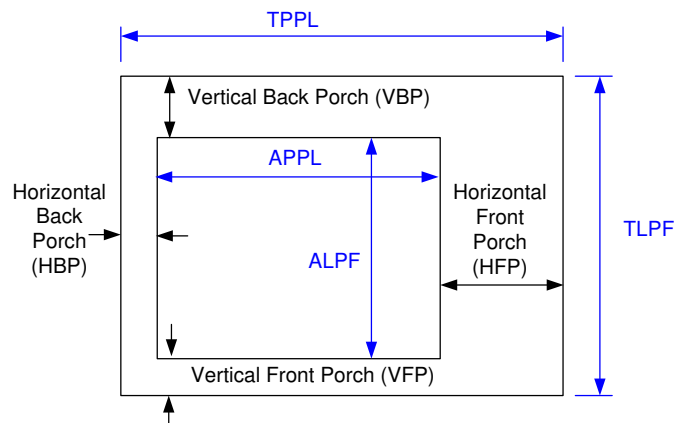 TPPL
Vertical Back Porch (VBP)
APPL
Horizontal
Back
Porch
(HBP)
Horizontal
Front
Porch
(HFP)
TLPF
ALPF
Vertical Front Porch (VFP)